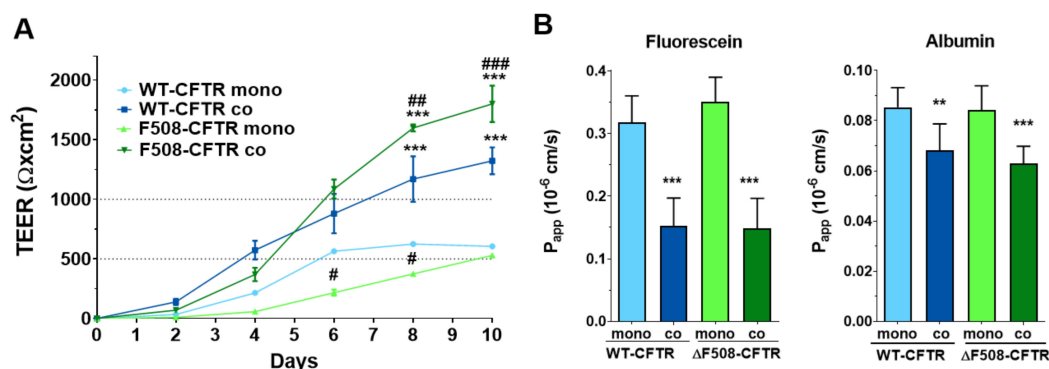 A
TEER (Ωxcm2)
2000
1500
1000
500
0
WT-CFTR mono
WT-CFTR co
F508-CFTR mono
F508-CFTR co
###
***
##
***
***
***
#
#
0 1 2 3 4 5 6 7 8 9 10
Days
B
Fluorescein
Papp (10-6 cm/s)
0.4
0.3
0.2
0.1
0.0
***
***
mono co mono co
WT-CFTR ΔF508-CFTR
Albumin
Papp (10-6 cm/s)
0.10
0.08
0.06
0.04
0.02
0.00
**
***
mono co mono co
WT-CFTR ΔF508-CFTR